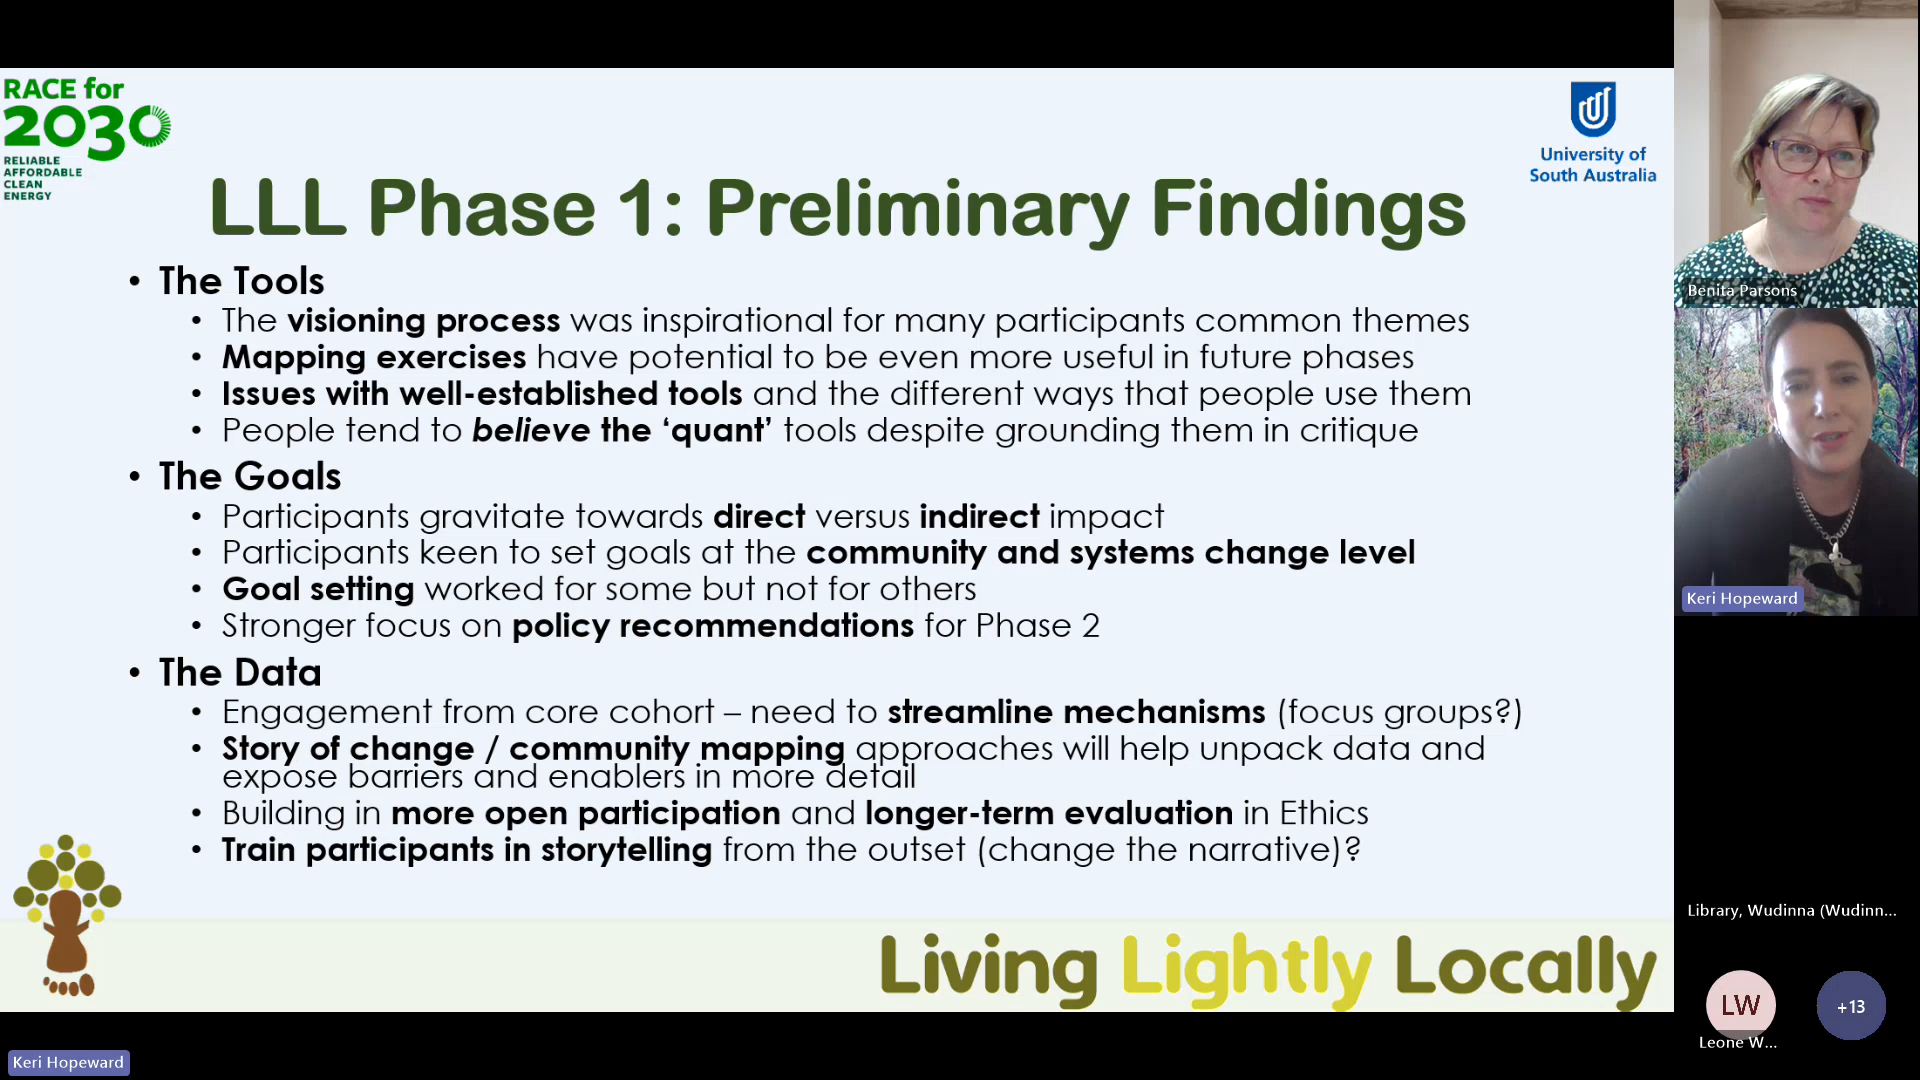 RACE for
2030
RELIABLE
AFFORDABLE
CLEAN
ENERGY
University of
South Australia
LLL Phase 1: Preliminary Findings
• The Tools
• The visioning process was inspirational for many participants common themes
• Mapping exercises have potential to be even more useful in future phases
• Issues with well-established tools and the different ways that people use them
• People tend to believe the ‘quant’ tools despite grounding them in critique
• The Goals
• Participants gravitate towards direct versus indirect impact
• Participants keen to set goals at the community and systems change level
• Goal setting worked for some but not for others
• Stronger focus on policy recommendations for Phase 2
• The Data
• Engagement from core cohort – need to streamline mechanisms (focus groups?)
• Story of change / community mapping approaches will help unpack data and
expose barriers and enablers in more detail
• Building in more open participation and longer-term evaluation in Ethics
• Train participants in storytelling from the outset (change the narrative)?
Living Lightly Locally
Keri Hopeward
Benita Parsons
Keri Hopeward
Library, Wudinna (Wudinn...
LW
+13
Leone W...